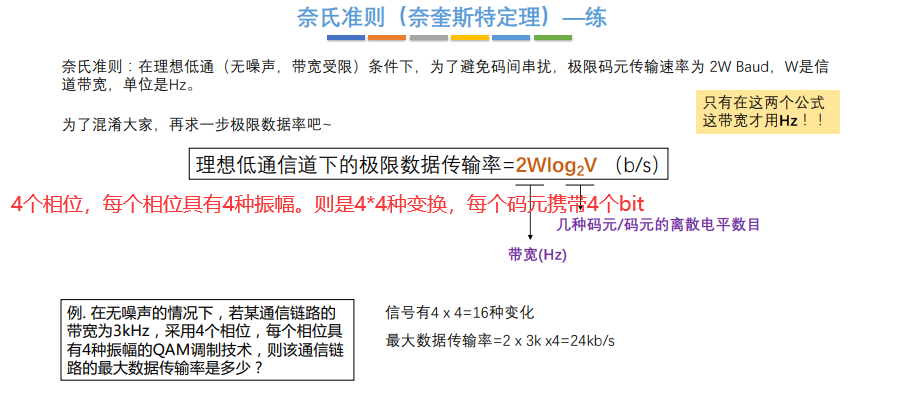 奈氏准则（奈奎斯特定理）—练
奈氏准则：在理想低通（无噪声，带宽受限）条件下，为了避免码间串扰，极限码元传输速率为 2W Baud，W是信
道带宽，单位是Hz。
只有在这两个公式
这带宽才用Hz！！
为了混淆大家，再求一步极限数据率吧~
理想低通信道下的极限数据传输率=2Wlog₂V （b/s）
4个相位，每个相位具有4种振幅。则是4*4种变换，每个码元携带4个bit
几种码元/码元的离散电平数目
带宽(Hz)
例. 在无噪声的情况下，若某通信链路的
带宽为3kHz，采用4个相位，每个相位具
有4种振幅的QAM调制技术，则该通信链
路的最大数据传输率是多少？
信号有4 x 4=16种变化
最大数据传输率=2 x 3k x4=24kb/s